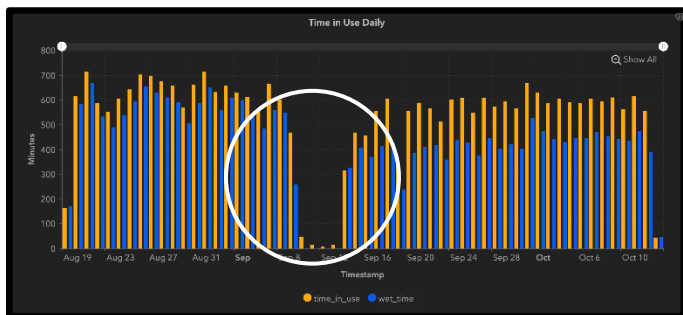 Time in Use Daily
800
Show All
700
600
500
400
300
200
100
0
Minutes
Aug 19 Aug 23 Aug 27 Aug 31 Sep Sep 16 Sep 20 Sep 24 Sep 28 Oct Oct 6 Oct 10
Timestamp
time_in_use wet_time